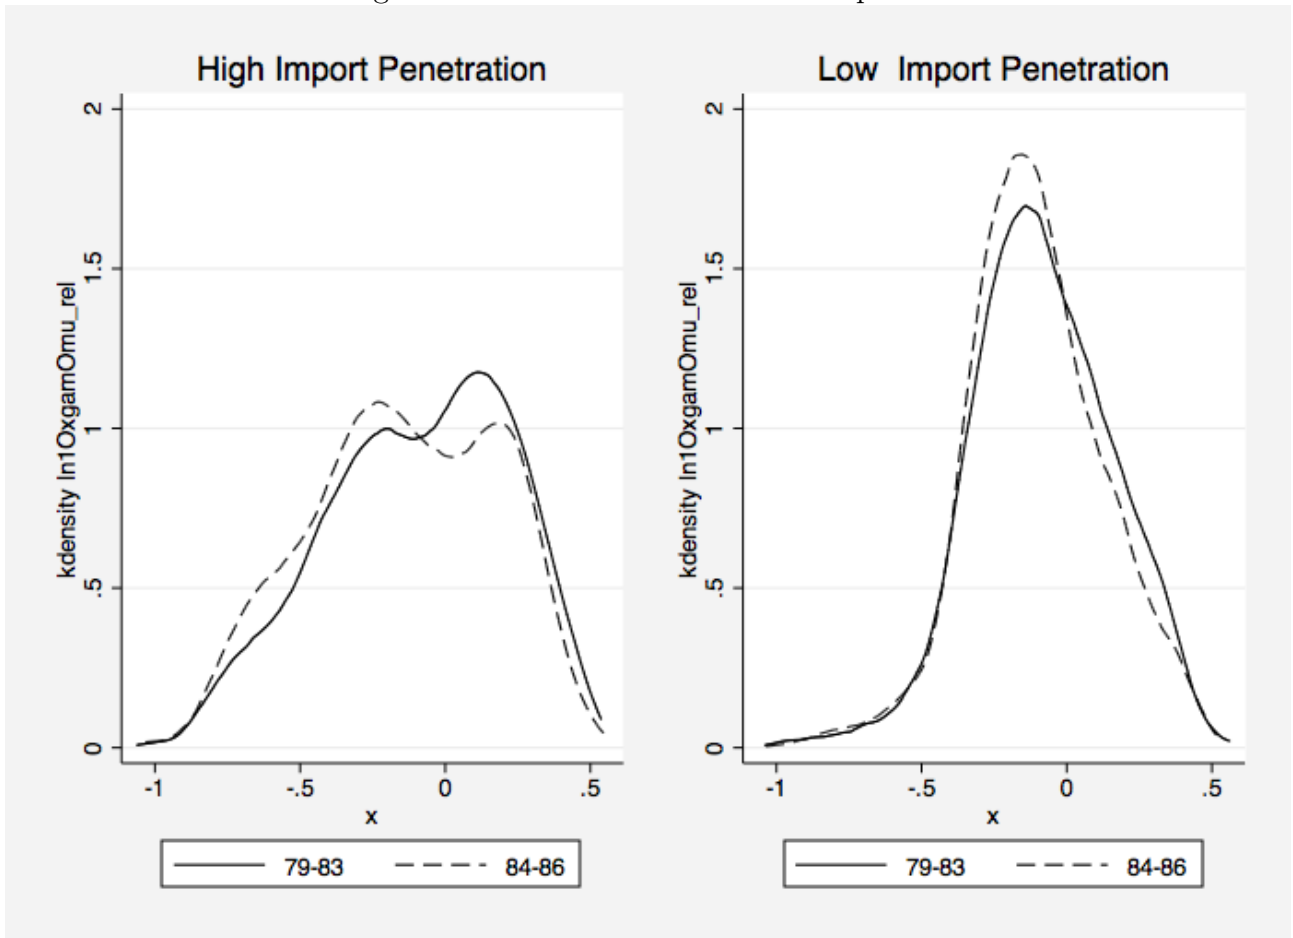 High Import Penetration
kdensity ln1OxgamOmu_rel
2
1.5
1
.5
0
-1 -.5 0 .5
x
79-83 84-86
Low Import Penetration
kdensity ln1OxgamOmu_rel
2
1.5
1
.5
0
-1 -.5 0 .5
x
79-83 84-86